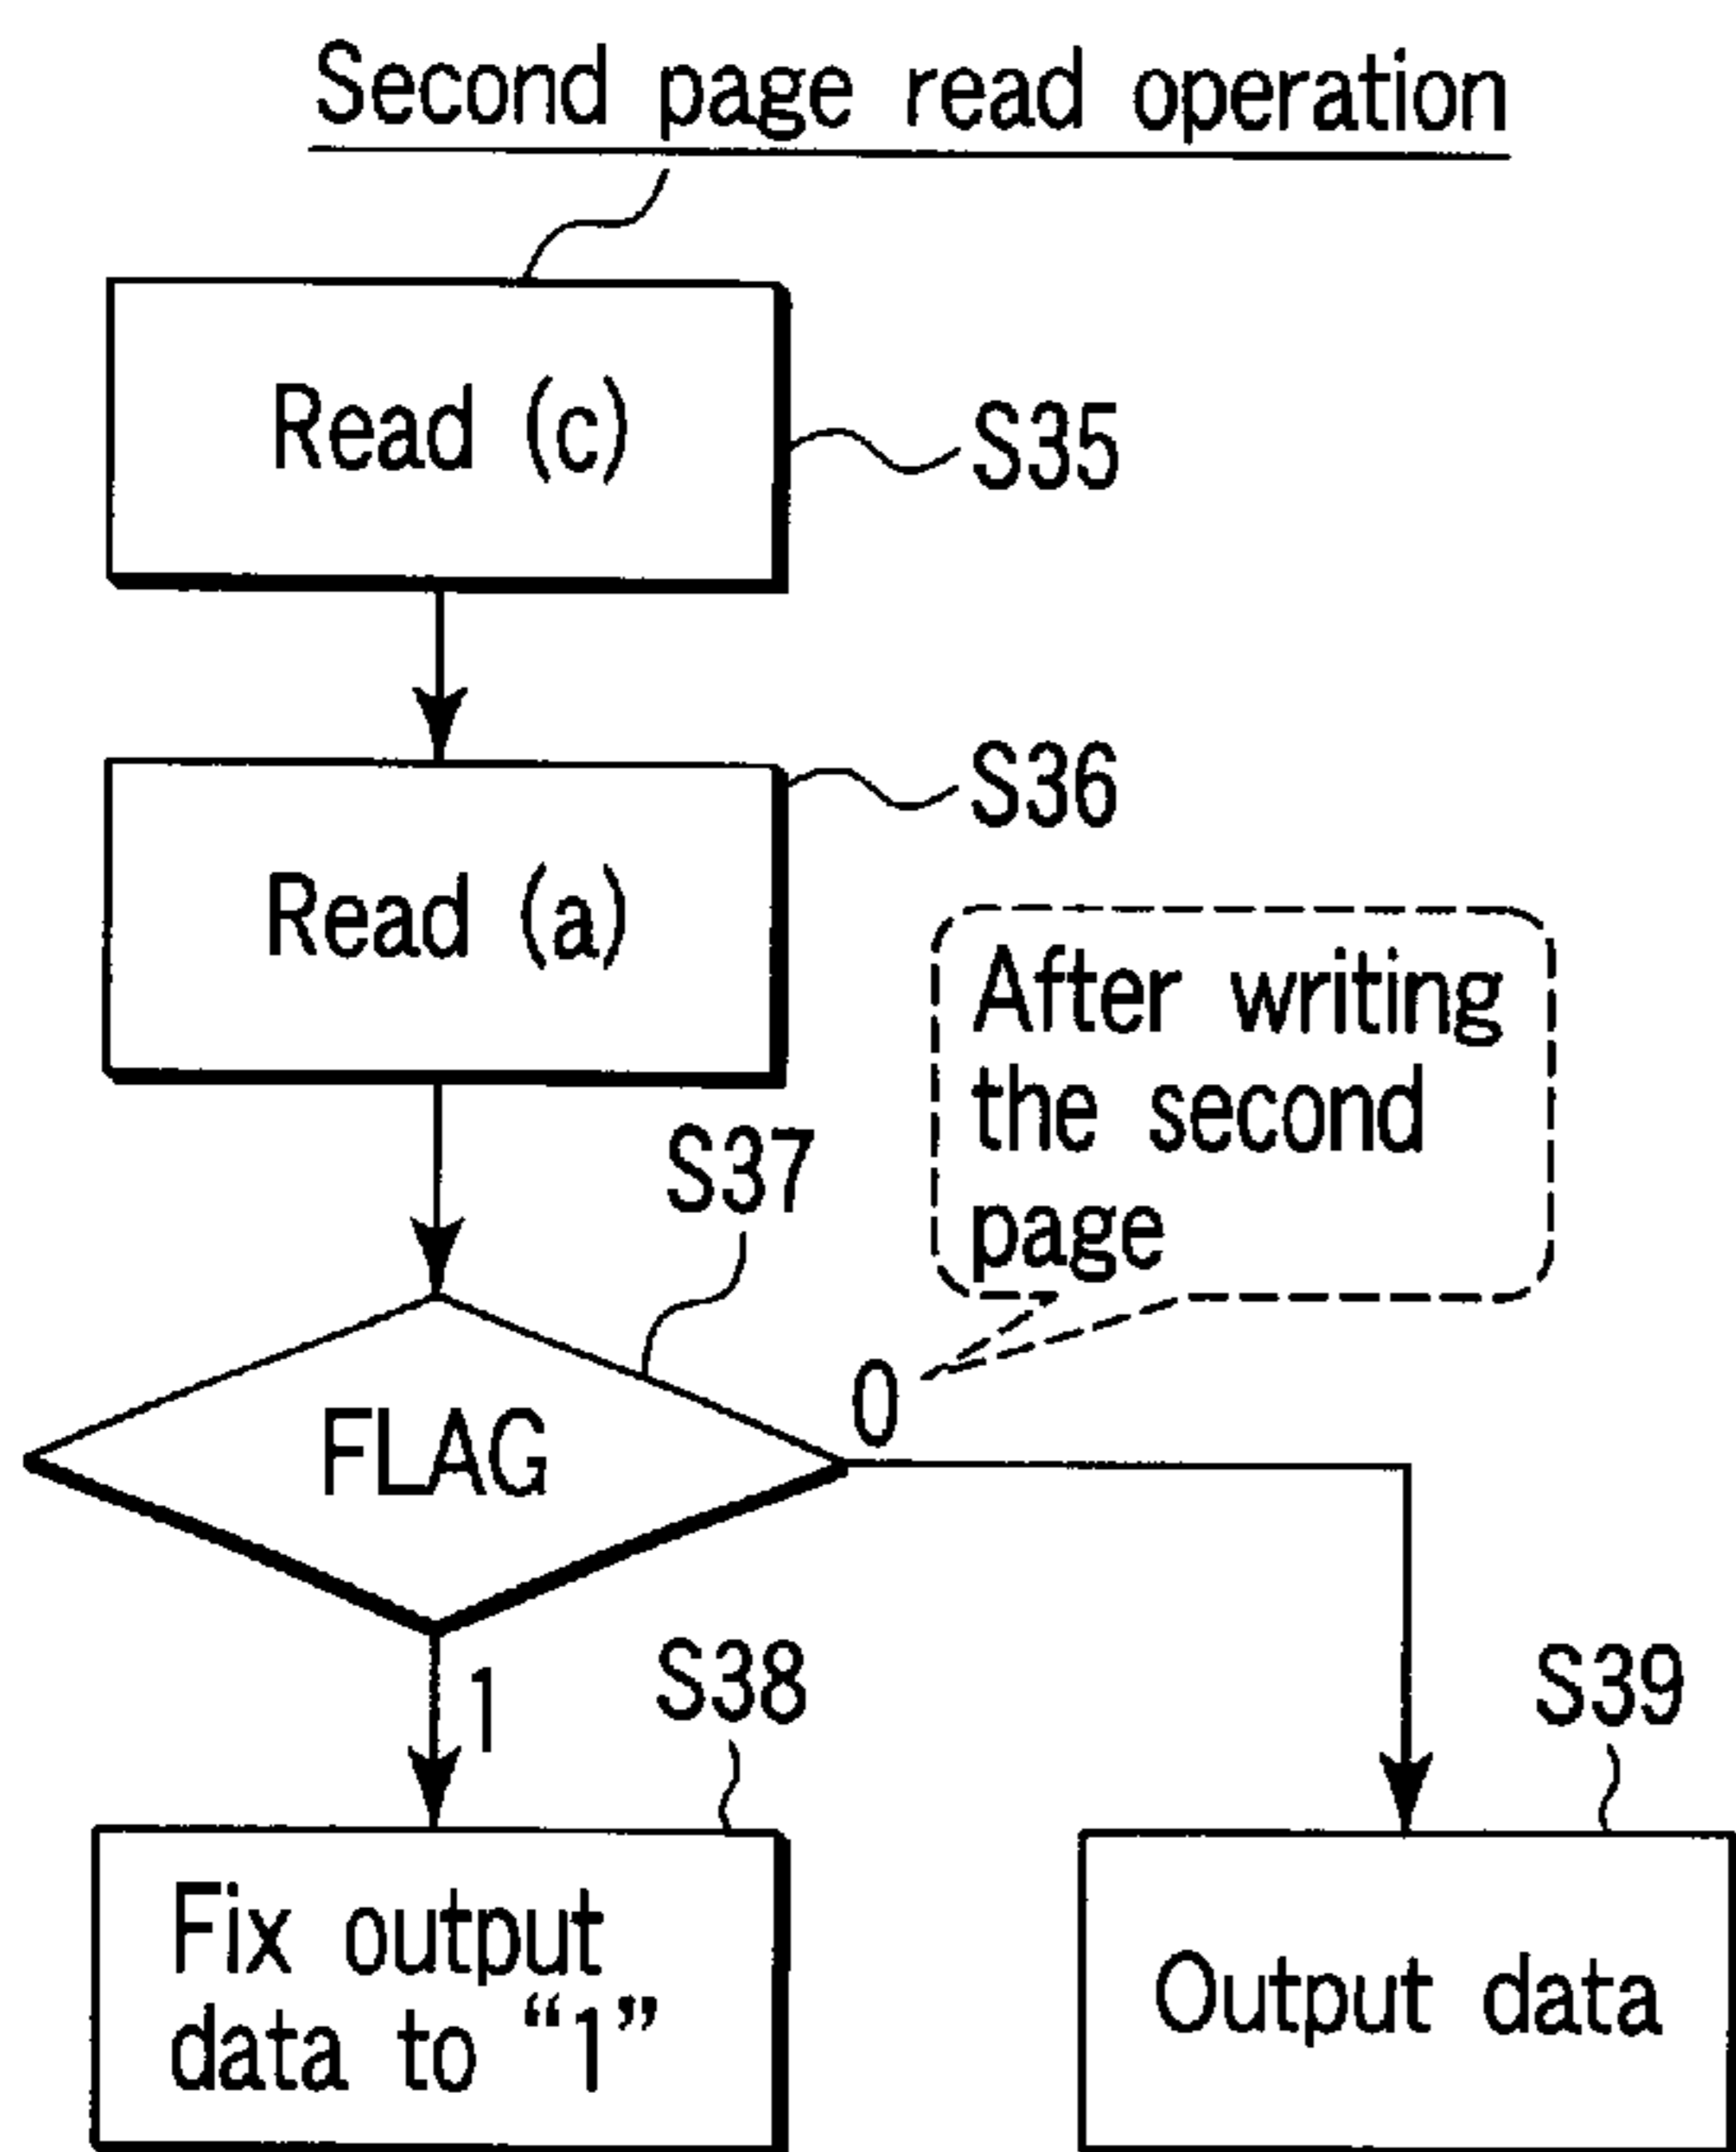 Second page read operation
Read (c)
S35
S36
Read (a)
After writing
the second
page
S37
0
FLAG
1
S38
S39
Fix output
data to “1”
Output data